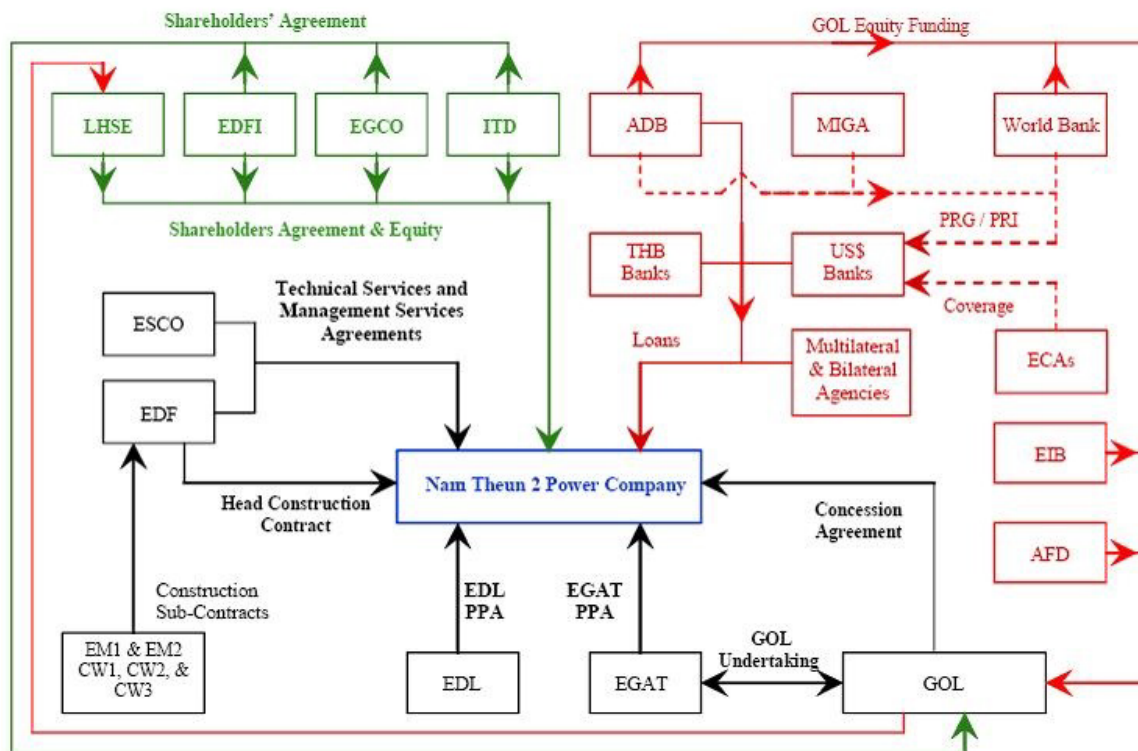 Shareholders’ Agreement
GOL Equity Funding
LHSE
EDFI
EGCO
ITD
ADB
MIGA
World Bank
Shareholders Agreement & Equity
PRG / PRI
THB
Banks
US$
Banks
Coverage
Technical Services and
Management Services
Agreements
ESCO
EDF
Loans
Multilateral
& Bilateral
Agencies
ECAs
EIB
AFD
Nam Theun 2 Power Company
Head Construction
Contract
Concession
Agreement
Construction
Sub-Contracts
EDL
PPA
EGAT
PPA
GOL
Undertaking
EM1 & EM2
CW1, CW2, &
CW3
EDL
EGAT
GOL